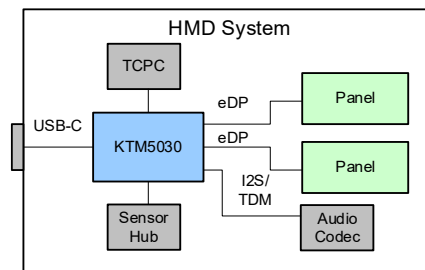 HMD System
TCPC
eDP
Panel
USB-C
KTM5030
eDP
Panel
I2S/
TDM
Sensor
Hub
Audio
Codec